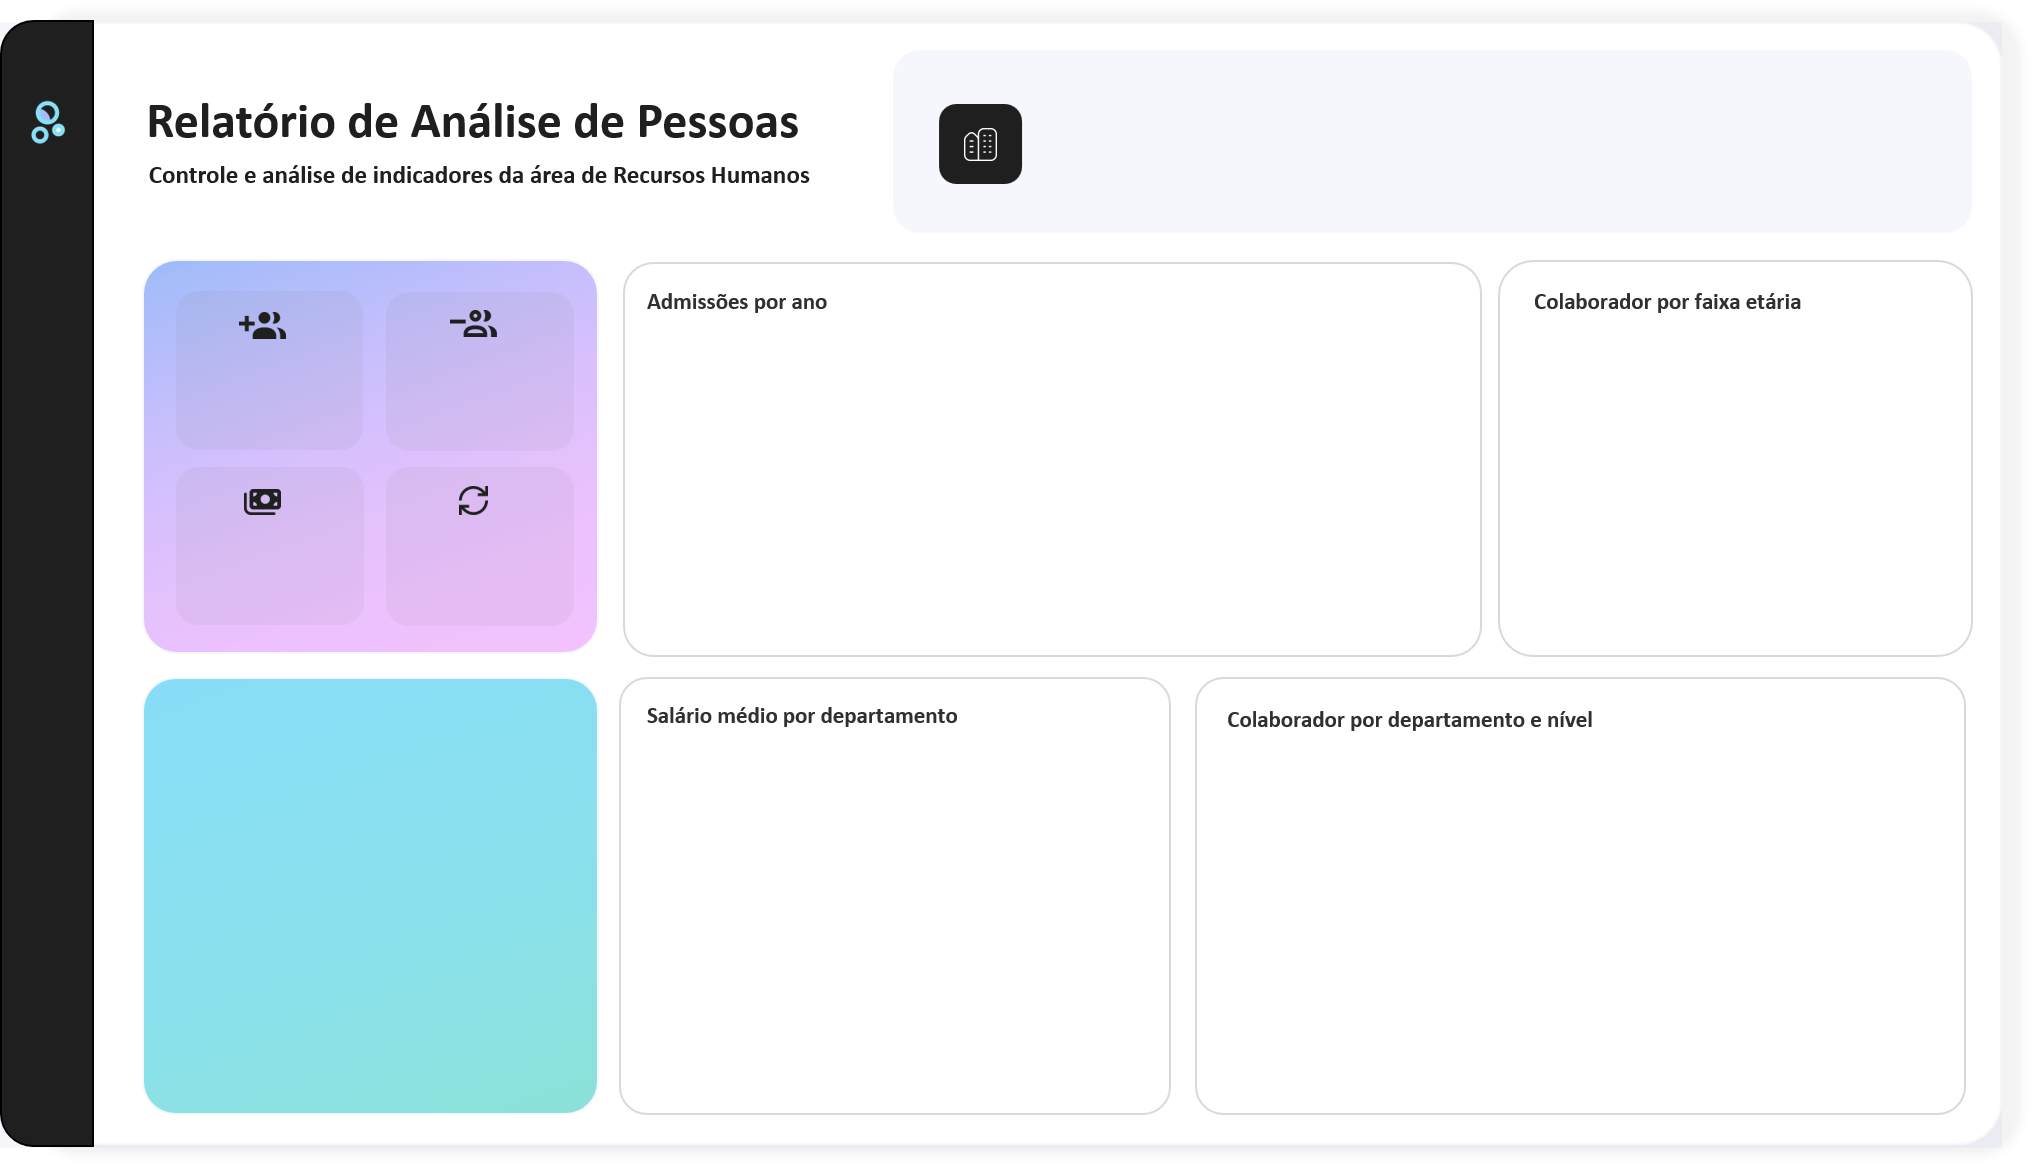 Relatório de Análise de Pessoas
Controle e análise de indicadores da área de Recursos Humanos
Admissões por ano
Colaborador por faixa etária
Salário médio por departamento
Colaborador por departamento e nível